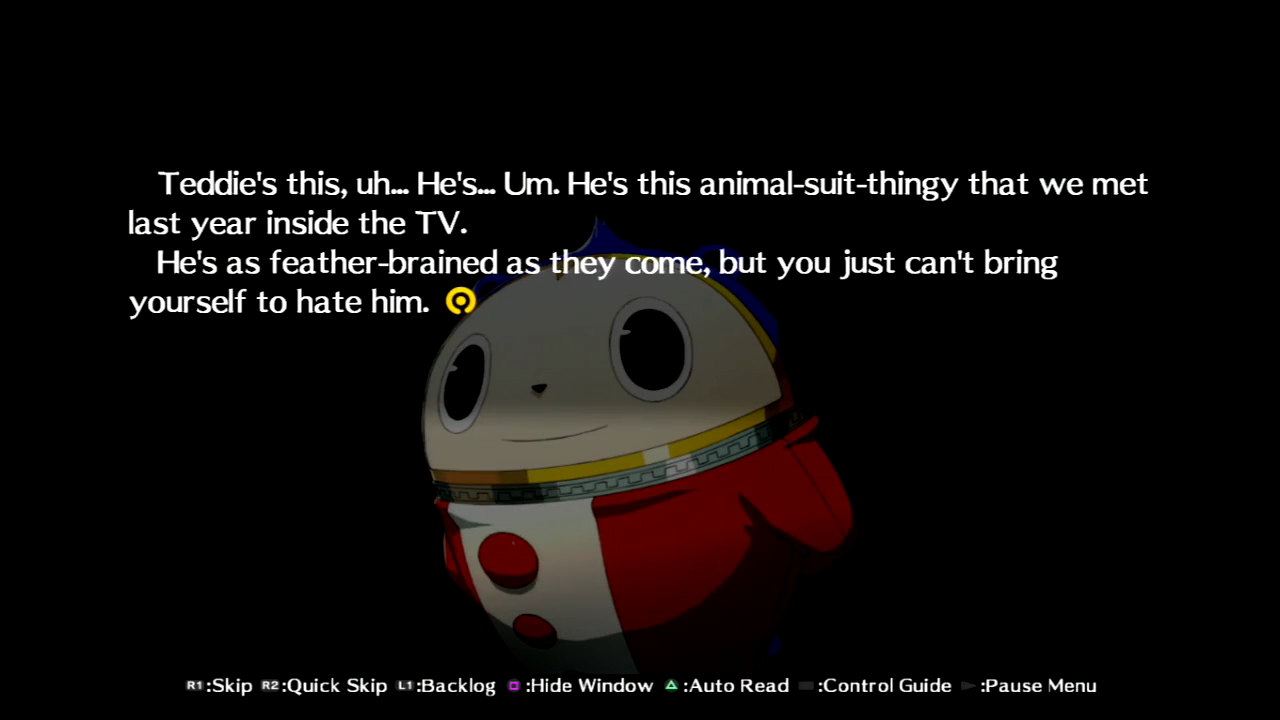 Teddie's this, uh... He's... Um. He's this animal-suit-thingy that we met
last year inside the TV.
He's as feather-brained as they come, but you just can't bring
yourself to hate him.
R1:Skip R2:Quick Skip L1:Backlog :Hide Window :Auto Read :Control Guide :Pause Menu